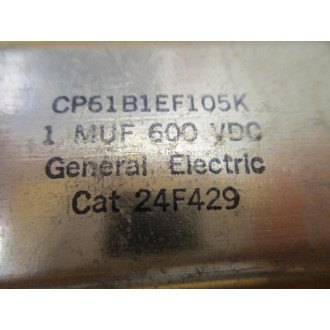 CP61B1EF105K
1 MUF 600 VDC
General Electric
Cat 24F429